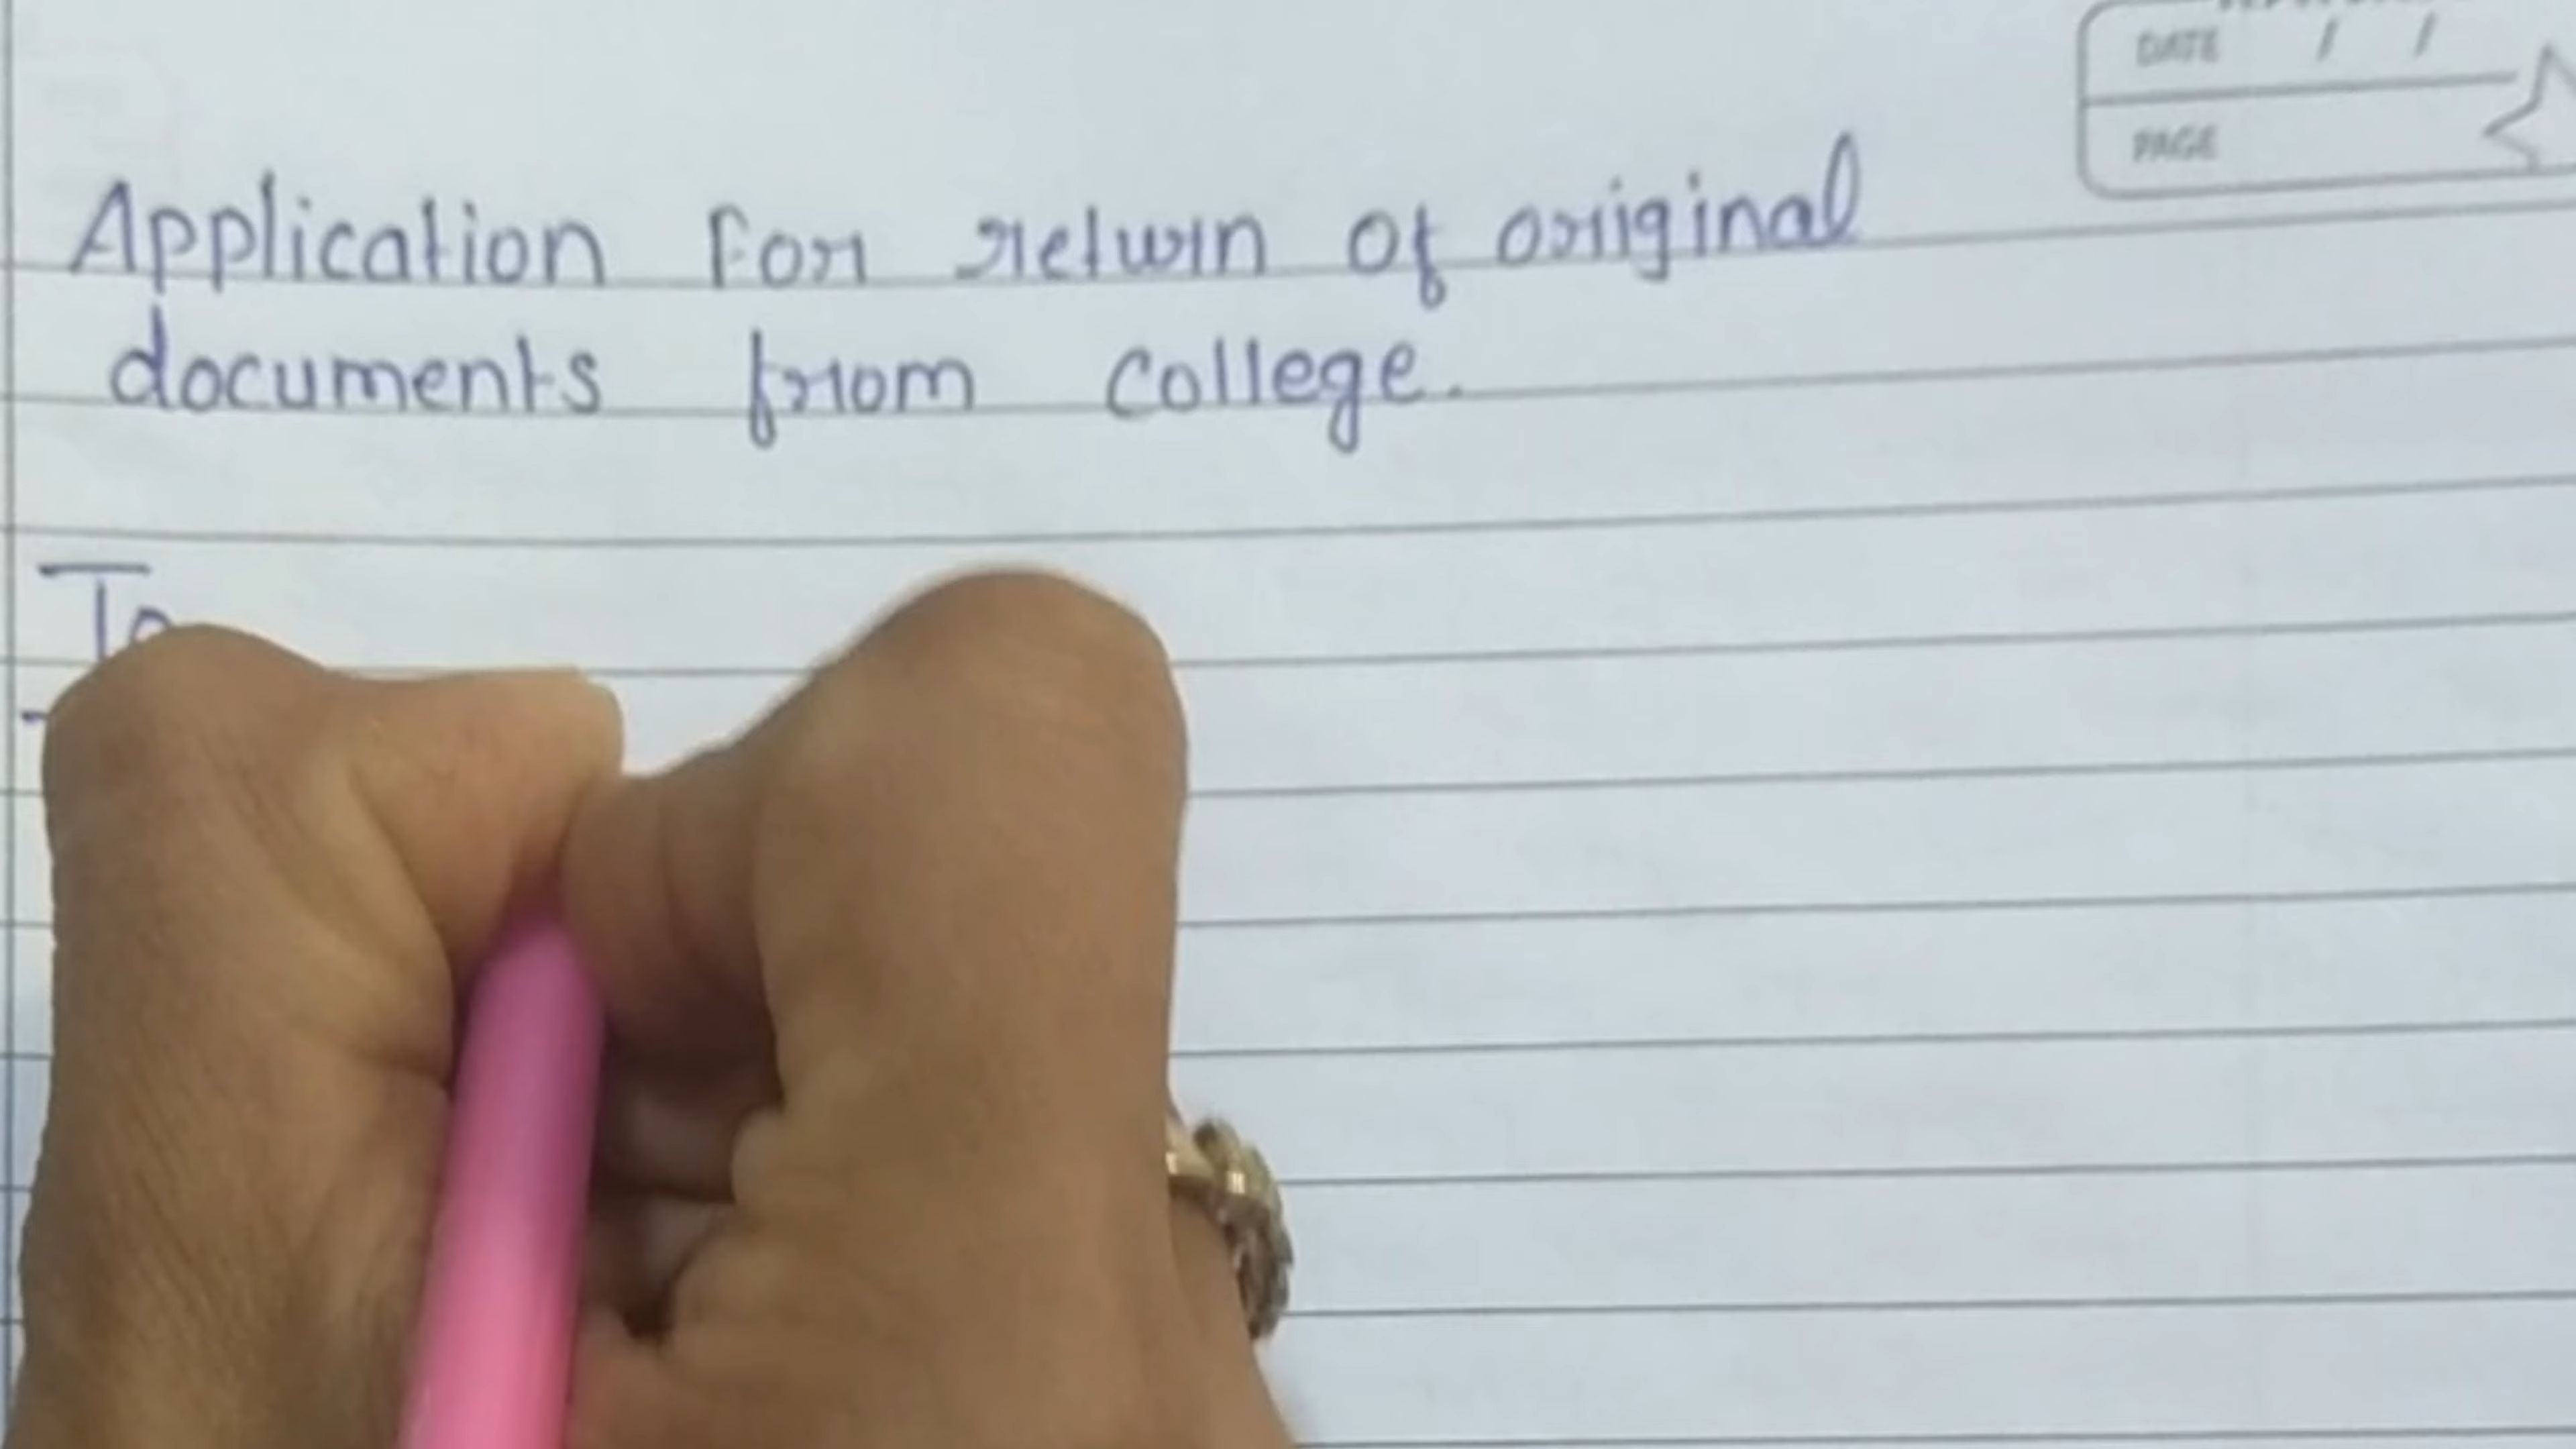 DATE / /
PAGE
Application For return of original
documents from college.
To